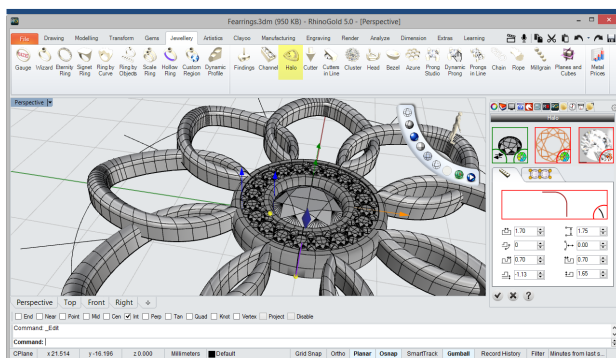 Fearrings.3dm (950 KB) - RhinoGold 5.0 - [Perspective]
File Drawing Modelling Transform Gems Jewellery Artistics Clayoo Manufacturing Engraving Render Analyze Dimension Extras Learning
Gauge Wizard Eternity Ring Signet Ring Ring by Curve Ring by Objects Scale Ring Hollow Ring Custom Region Dynamic Profile Findings Channel Halo Cutter Cutters in Line Cluster Head Bezel Azure Prong Studio Dynamic Prong Prongs in Line Chain Rope Millgrain Planes and Cubes Metal Prices
Perspective
Halo
1.70 1.75
0 0.00
0.70 0.70
-1.13 1.65
Perspective Top Front Right
End Near Point Mid Cen Int Perp Tan Quad Knot Vertex Project Disable
Command: _Edit
Command:
CPlane x 21.514 y -16.196 z 0.000 Millimeters Default Grid Snap Ortho Planar Osnap SmartTrack Gumball Record History Filter Minutes from last s...